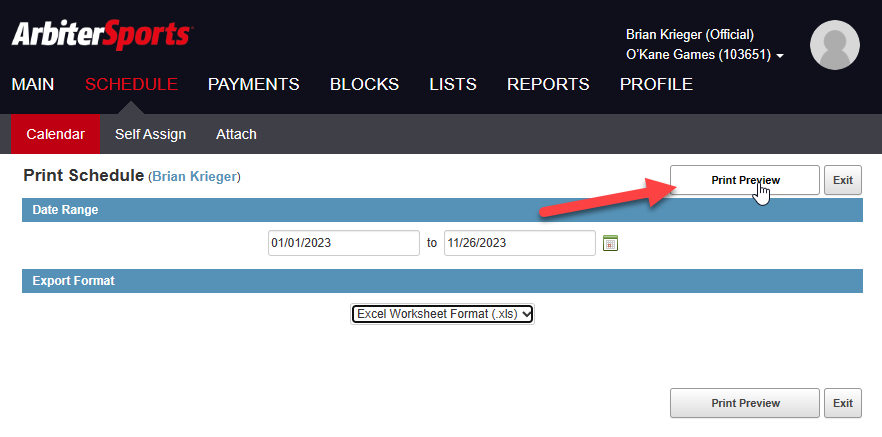 ArbiterSports
Brian Krieger (Official)
O'Kane Games (103651)
MAIN SCHEDULE PAYMENTS BLOCKS LISTS REPORTS PROFILE
Calendar Self Assign Attach
Print Schedule (Brian Krieger) Print Preview Exit
Date Range
01/01/2023 to 11/26/2023
Export Format
Excel Worksheet Format (.xls)
Print Preview Exit